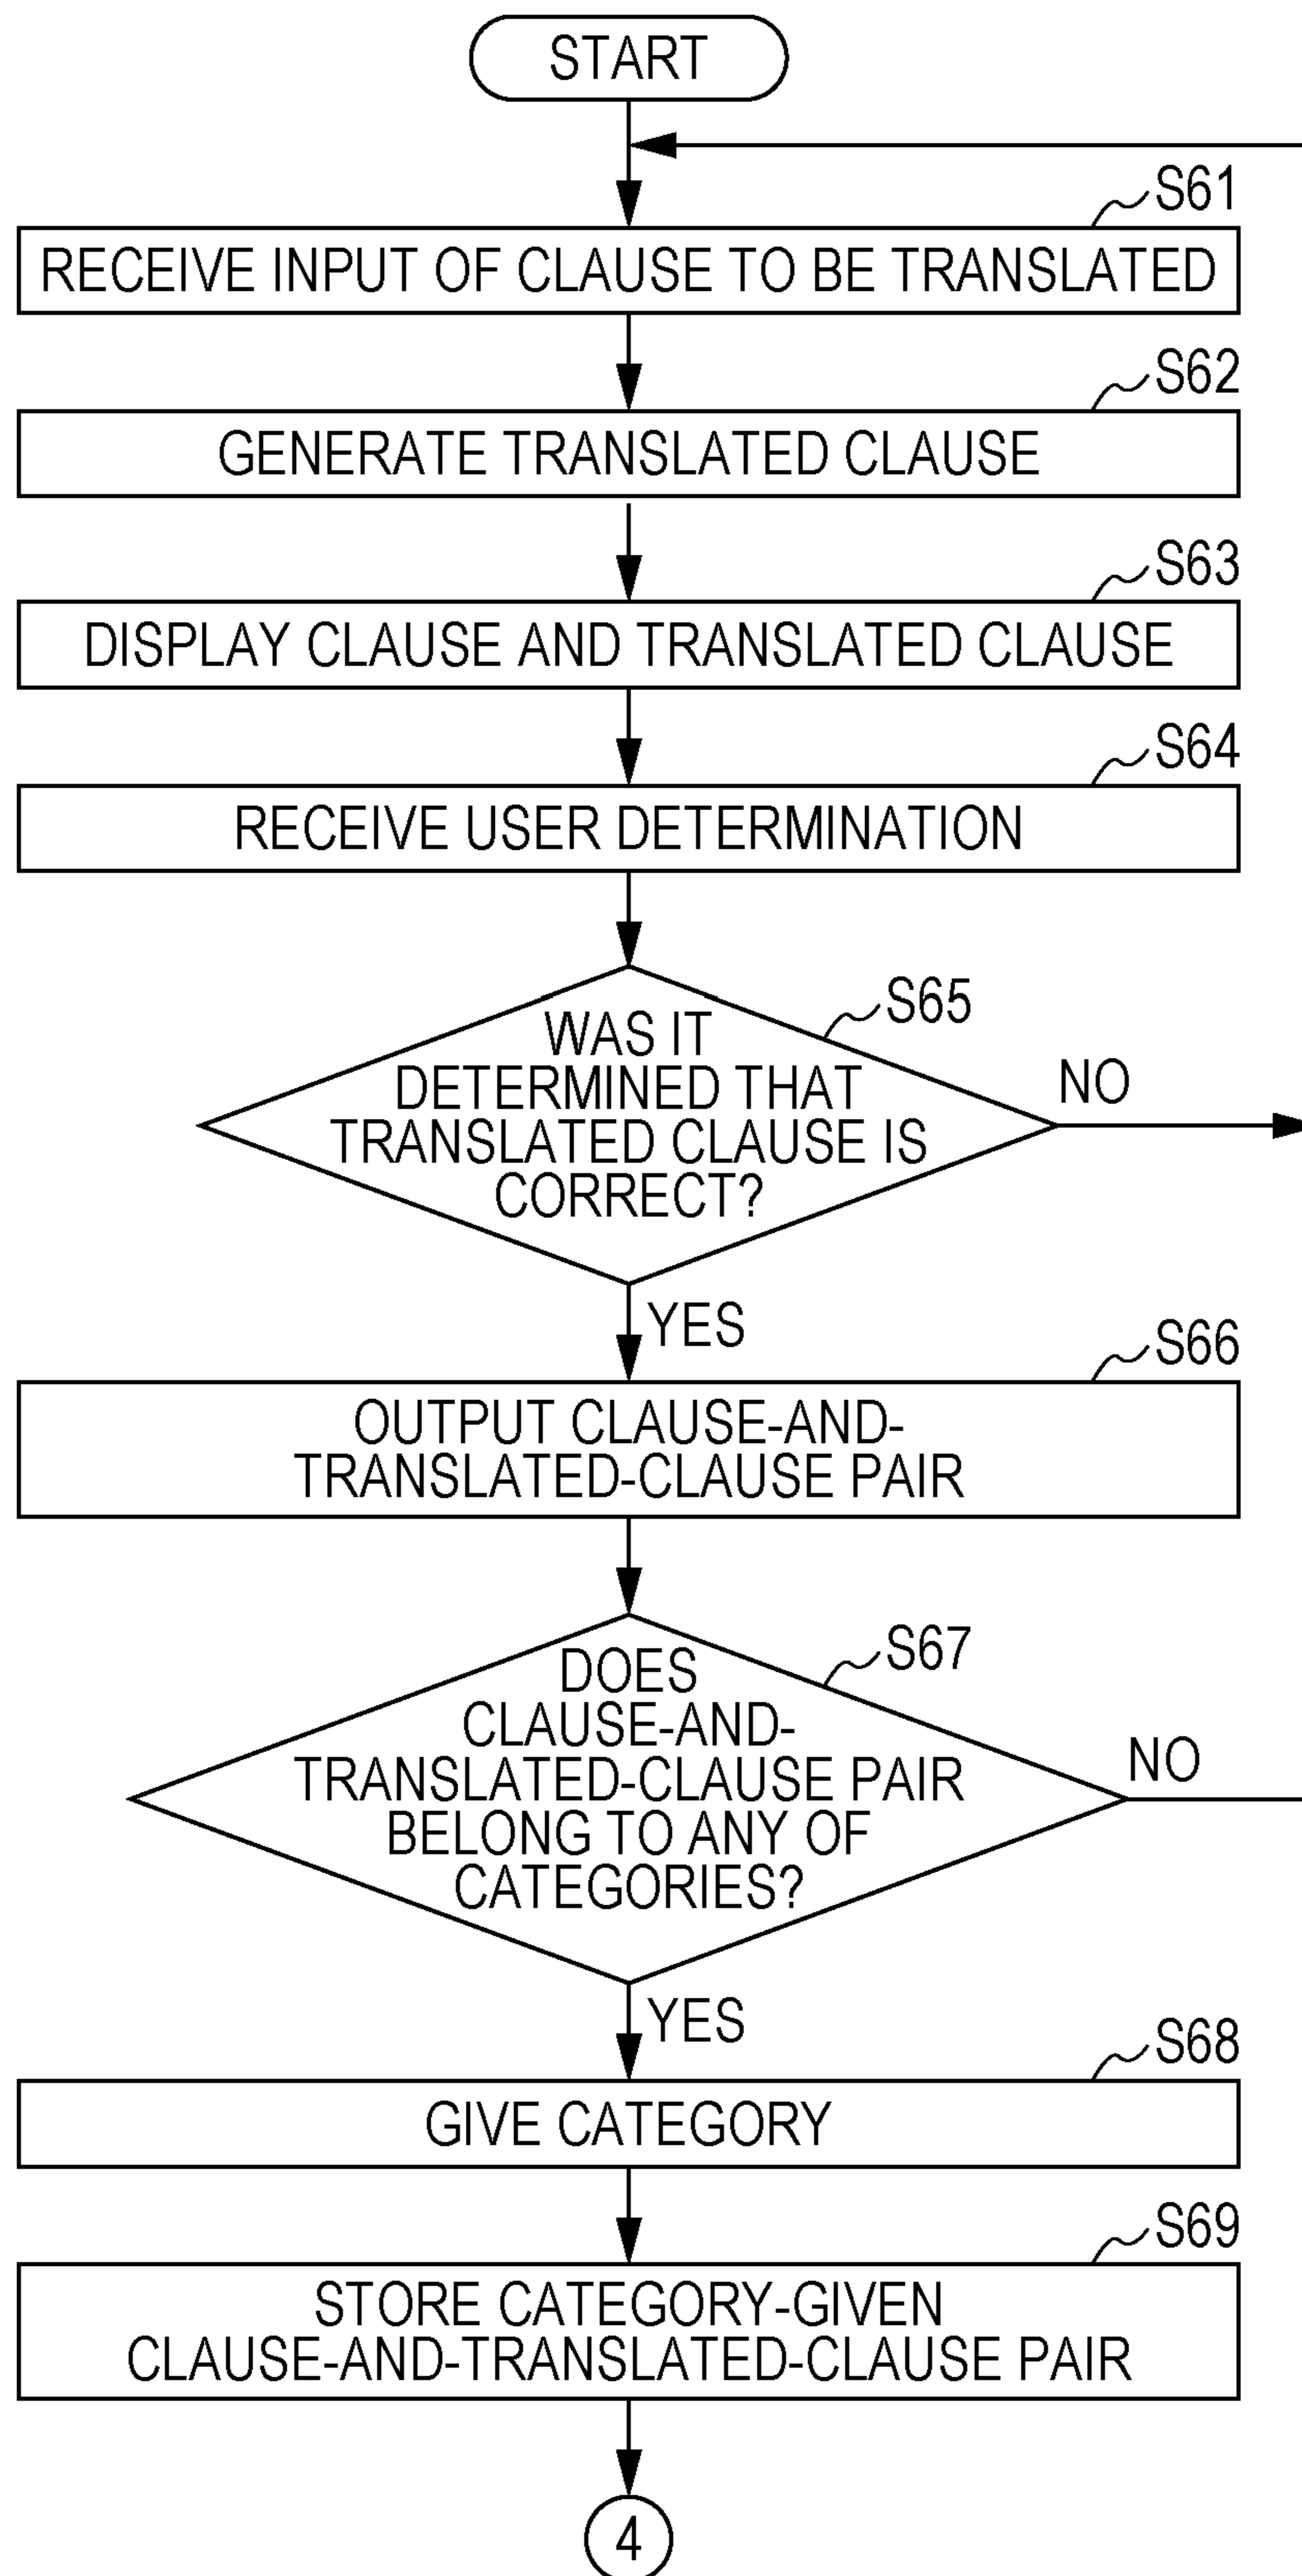 START
S61
RECEIVE INPUT OF CLAUSE TO BE TRANSLATED
S62
GENERATE TRANSLATED CLAUSE
S63
DISPLAY CLAUSE AND TRANSLATED CLAUSE
S64
RECEIVE USER DETERMINATION
S65
WAS IT
DETERMINED THAT
TRANSLATED CLAUSE IS
CORRECT?
NO
YES
S66
OUTPUT CLAUSE-AND-
TRANSLATED-CLAUSE PAIR
S67
DOES
CLAUSE-AND-
TRANSLATED-CLAUSE PAIR
BELONG TO ANY OF
CATEGORIES?
NO
YES
S68
GIVE CATEGORY
S69
STORE CATEGORY-GIVEN
CLAUSE-AND-TRANSLATED-CLAUSE PAIR
4